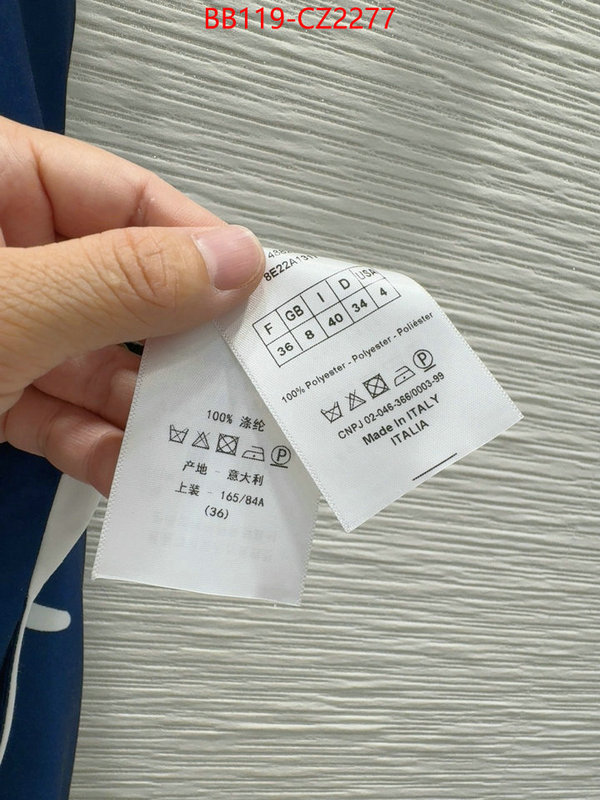 BB119-CZ2277
F GB I D USA
36 8 40 34 4
100% Polyester - Polyester - Poliéster
CNPJ 02-046-366/0003-99
Made In ITALY
ITALIA
100% 涤纶
产地 - 意大利
上装 - 165/84A
(36)